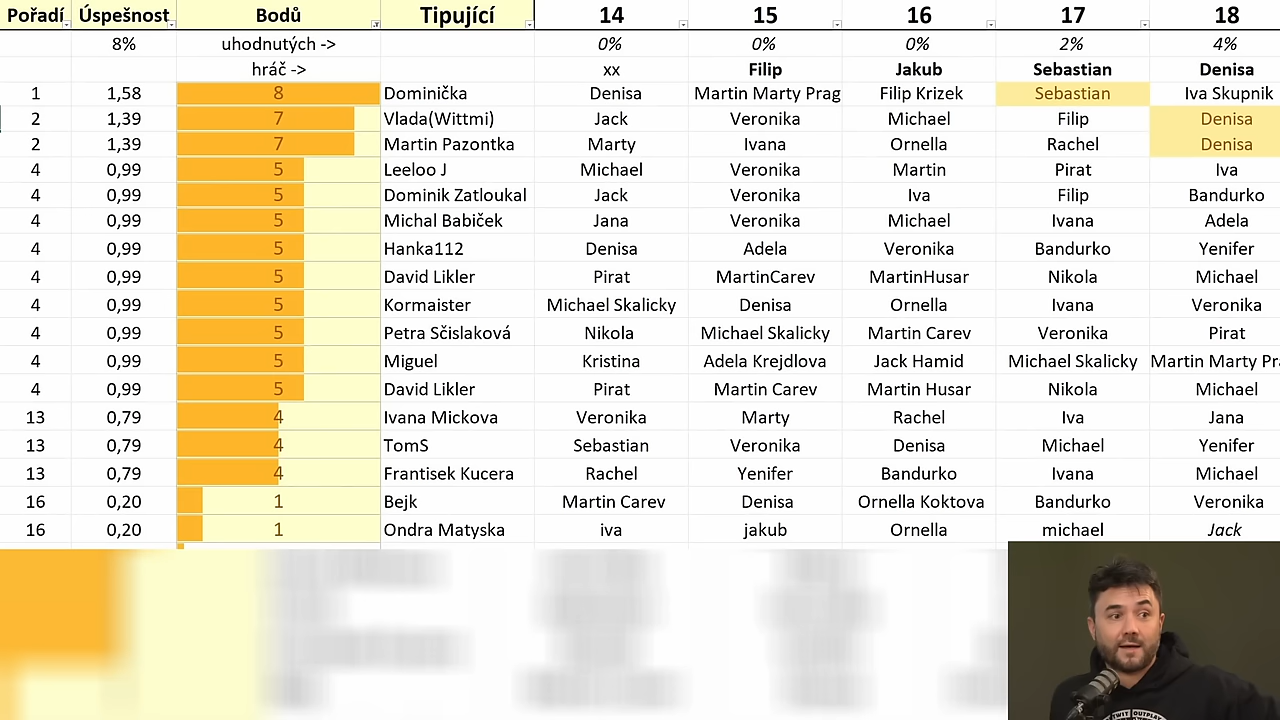 Pořadí Úspešnost Bodů Tipující 14 15 16 17 18
8% uhodnutých -> 0% 0% 0% 2% 4%
hráč -> xx Filip Jakub Sebastian Denisa
1 1,58 8 Dominička Denisa Martin Marty Prag Filip Krizek Sebastian Iva Skupnik
2 1,39 7 Vlada(Wittmi) Jack Veronika Michael Filip Denisa
2 1,39 7 Martin Pazontka Marty Ivana Ornella Rachel Denisa
4 0,99 5 Leeloo J Michael Veronika Martin Pirat Iva
4 0,99 5 Dominik Zatloukal Jack Veronika Iva Filip Bandurko
4 0,99 5 Michal Babiček Jana Veronika Michael Ivana Adela
4 0,99 5 Hanka112 Denisa Adela Veronika Bandurko Yenifer
4 0,99 5 David Likler Pirat MartinCarev MartinHusar Nikola Michael
4 0,99 5 Kormaister Michael Skalicky Denisa Ornella Ivana Veronika
4 0,99 5 Petra Sčislaková Nikola Michael Skalicky Martin Carev Veronika Pirat
4 0,99 5 Miguel Kristina Adela Krejdlova Jack Hamid Michael Skalicky Martin Marty Pr
4 0,99 5 David Likler Pirat Martin Carev Martin Husar Nikola Michael
13 0,79 4 Ivana Mickova Veronika Marty Rachel Iva Jana
13 0,79 4 TomS Sebastian Veronika Denisa Michael Yenifer
13 0,79 4 Frantisek Kucera Rachel Yenifer Bandurko Ivana Michael
16 0,20 1 Bejk Martin Carev Denisa Ornella Koktova Bandurko Veronika
16 0,20 1 Ondra Matyska iva jakub Ornella michael Jack